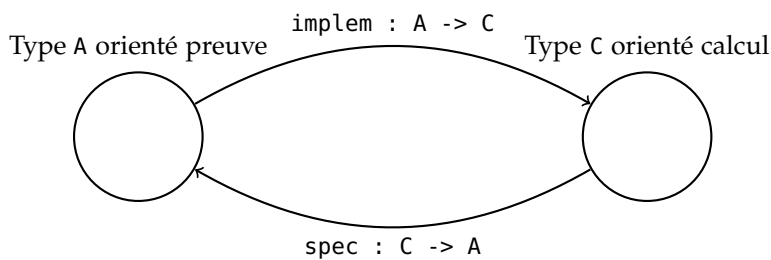 implem : A -> C
Type A orienté preuve
Type C orienté calcul
spec : C -> A